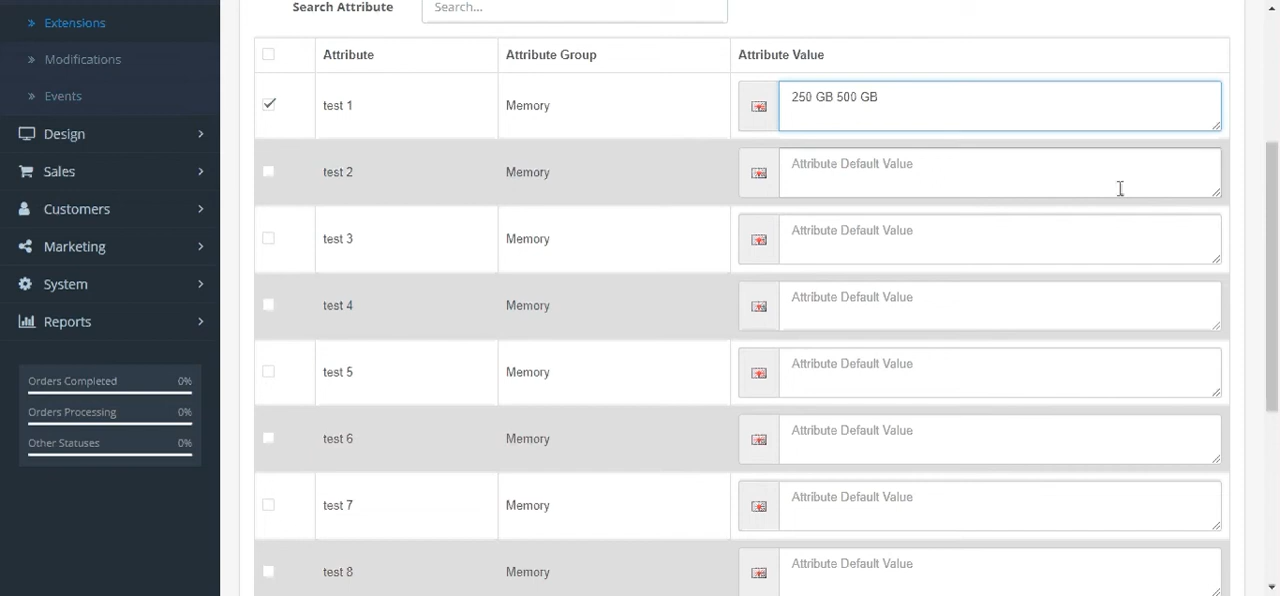 Search Attribute Search...
» Extensions
Attribute Attribute Group Attribute Value
» Modifications
» Events
test 1 Memory 250 GB 500 GB
Design
Sales
test 2 Memory Attribute Default Value
Customers
Marketing
test 3 Memory Attribute Default Value
System
Reports
test 4 Memory Attribute Default Value
Orders Completed 0%
Orders Processing 0%
Other Statuses 0%
test 5 Memory Attribute Default Value
test 6 Memory Attribute Default Value
test 7 Memory Attribute Default Value
test 8 Memory Attribute Default Value